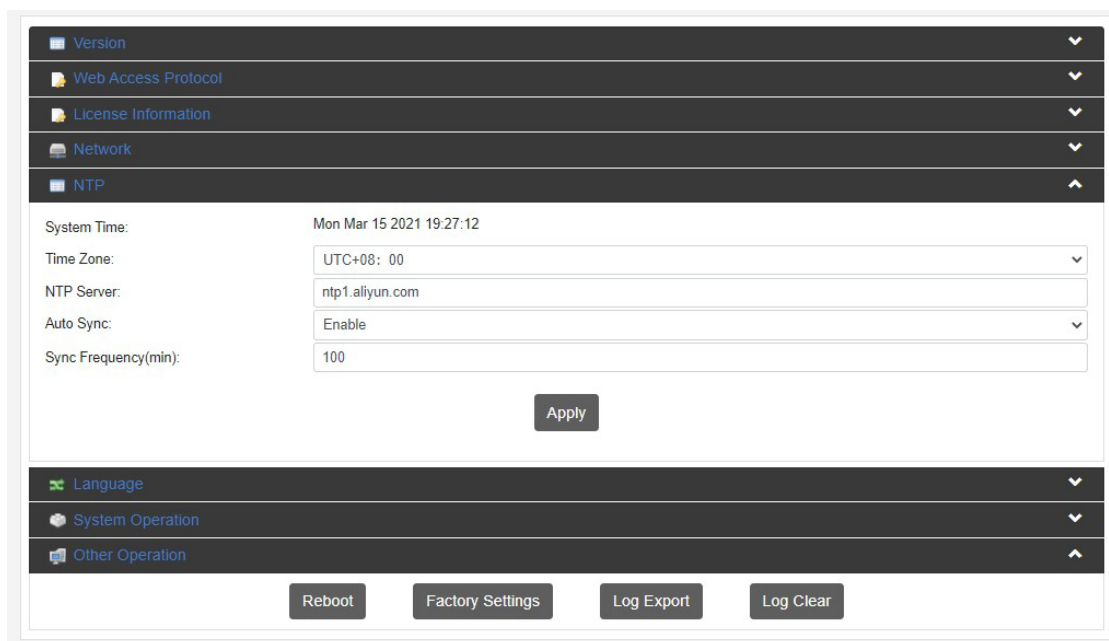 Version
Web Access Protocol
License Information
Network
NTP
System Time: Mon Mar 15 2021 19:27:12
Time Zone: UTC+08：00
NTP Server: ntp1.aliyun.com
Auto Sync: Enable
Sync Frequency(min): 100
Apply
Language
System Operation
Other Operation
Reboot Factory Settings Log Export Log Clear